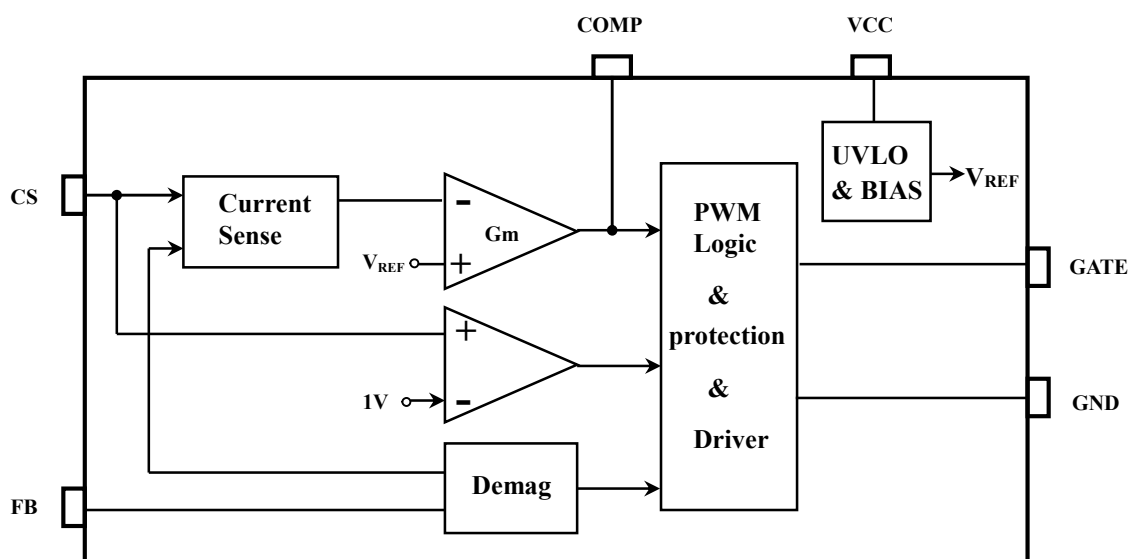 COMP
VCC
CS
Current
Sense
-
Gm
VREF
+
UVLO
& BIAS
VREF
PWM
Logic
&
protection
&
Driver
GATE
+
1V
-
GND
Demag
FB